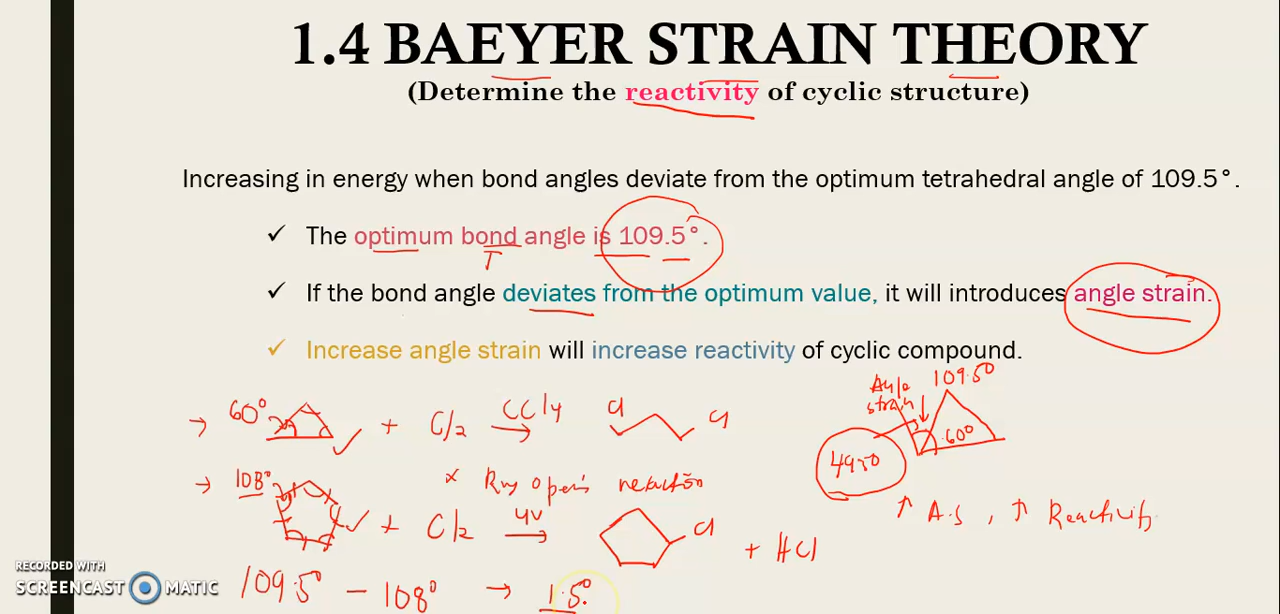 1.4 BAEYER STRAIN THEORY
(Determine the reactivity of cyclic structure)
Increasing in energy when bond angles deviate from the optimum tetrahedral angle of 109.5°.
✓ The optimum bond angle is 109.5°.
T
✓ If the bond angle deviates from the optimum value, it will introduces angle strain.
✓ Increase angle strain will increase reactivity of cyclic compound.
109.5°
strain
→ 60° + Cl2 CCl4 → Cl Cl
60°
→ 108° x reaction
↑ A.S, ↑ Reactivity
+ Cl2 UV → Cl + HCl
RECORDED WITH
SCREENCAST MATIC
109.5° - 108° → 1.5°